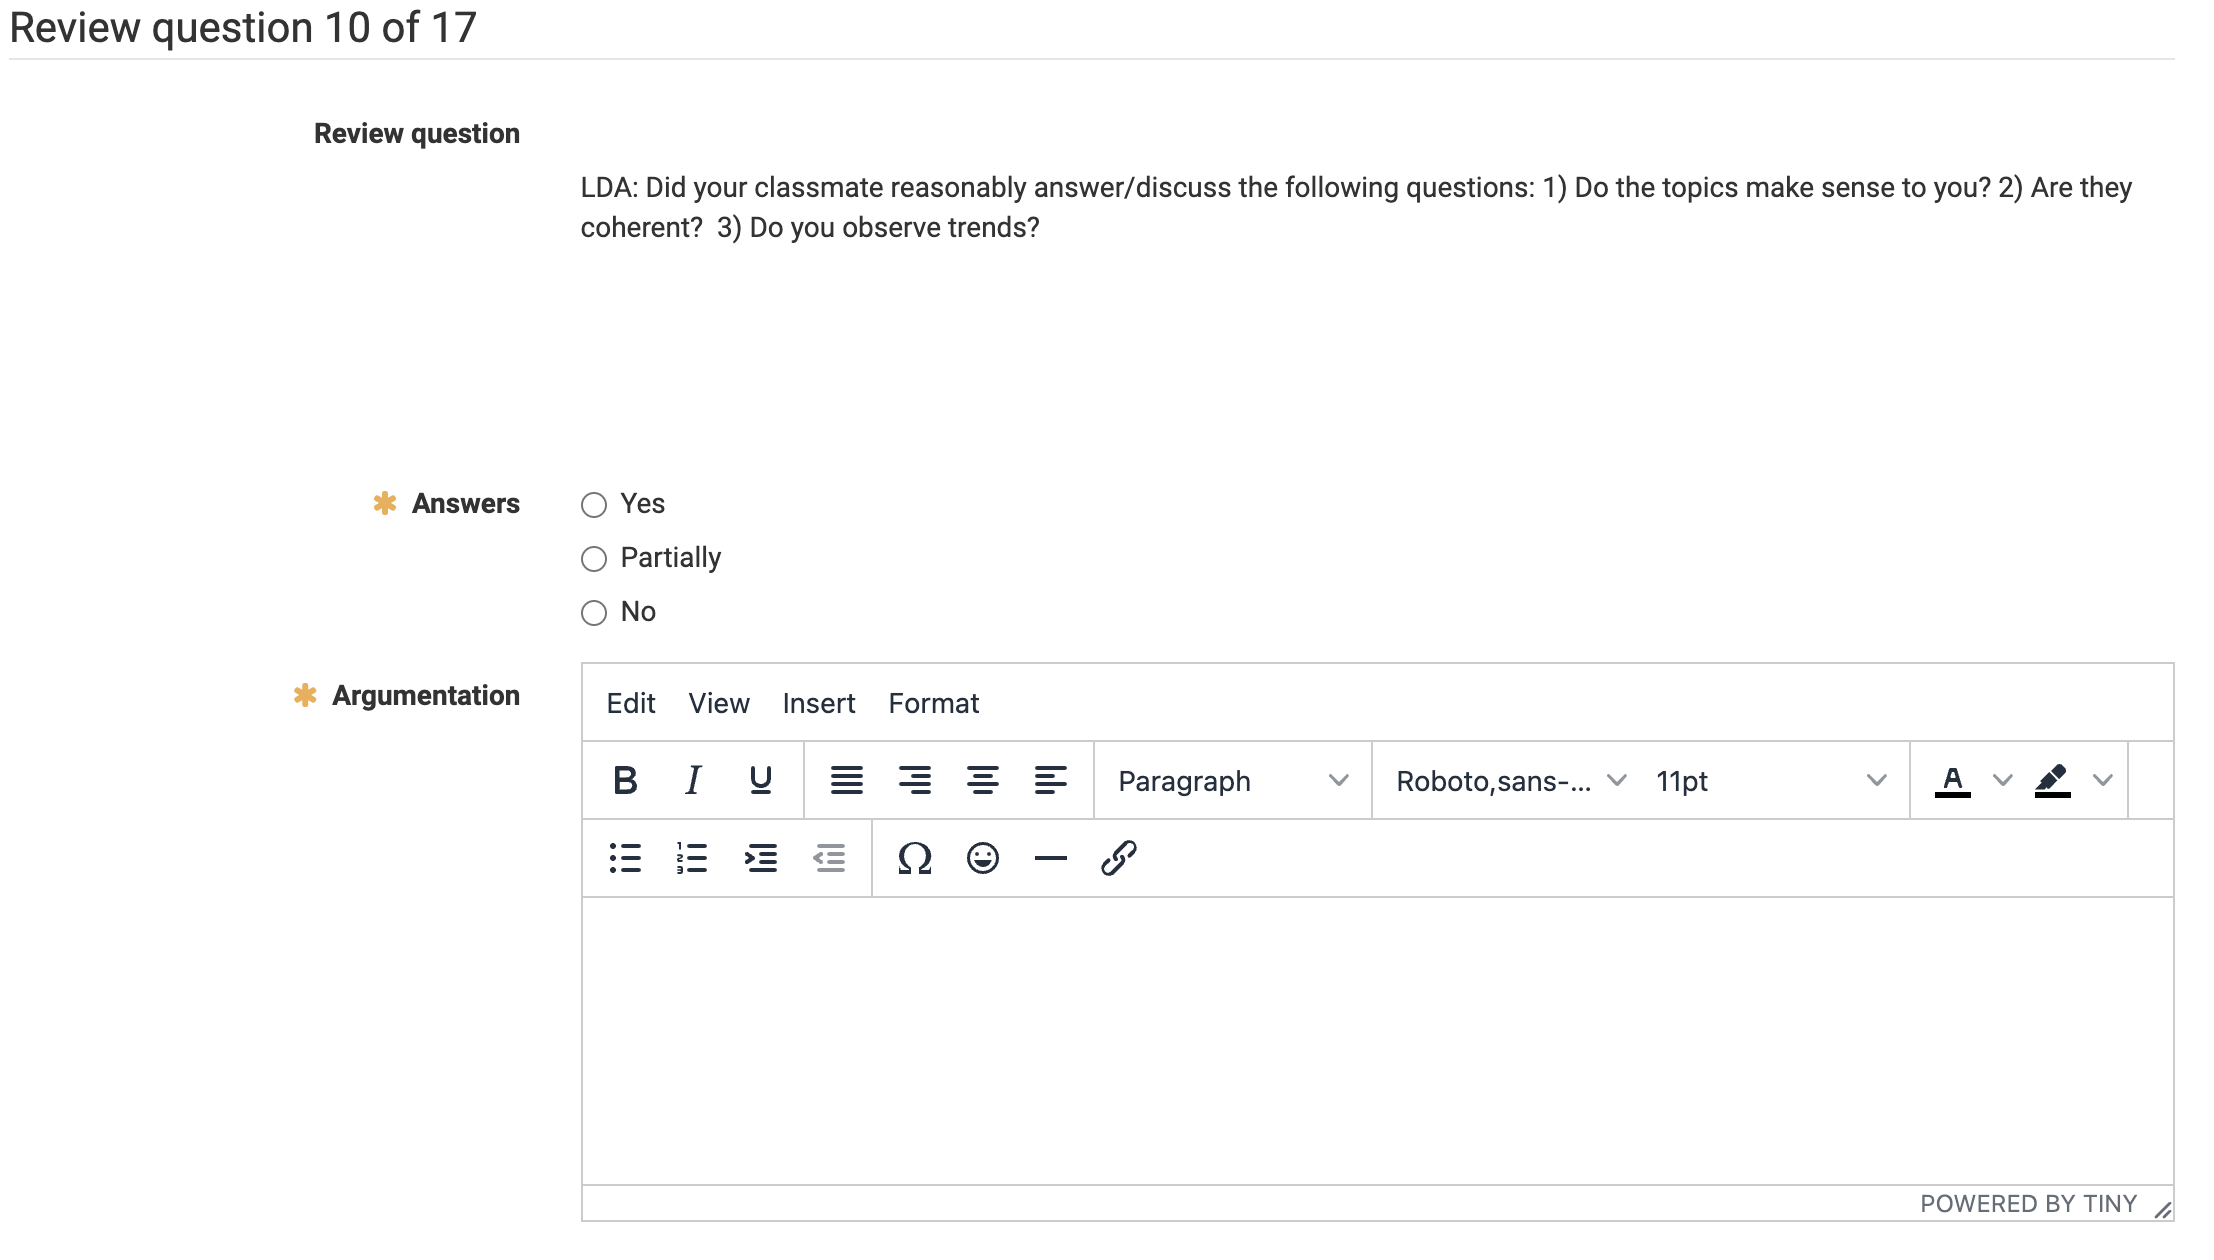 Review question 10 of 17
Review question
LDA: Did your classmate reasonably answer/discuss the following questions: 1) Do the topics make sense to you? 2) Are they
coherent?  3) Do you observe trends?
✱ Answers
Yes
Partially
No
✱ Argumentation
Edit View Insert Format
B I U Paragraph Roboto,sans-... 11pt A
Ω
POWERED BY TINY